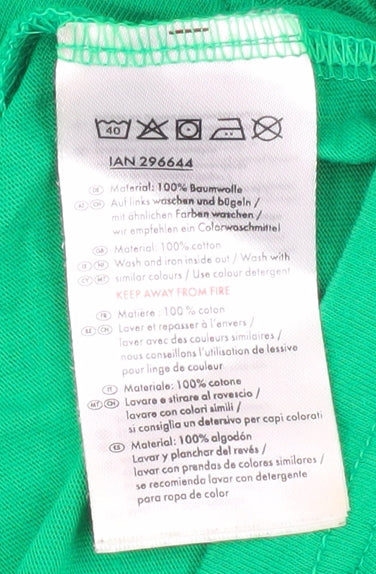 40
IAN 296644
DE Material: 100% Baumwolle
AT CH Auf links waschen und bügeln /
mit ähnlichen Farben waschen /
wir empfehlen ein Colorwaschmittel
GB Material: 100% cotton
IE NI Wash and iron inside out / Wash with
CY MT similar colours / Use colour detergent
KEEP AWAY FROM FIRE
FR Matière : 100 % coton
BE CH Laver et repasser à l'envers /
laver avec des couleurs similaires /
nous conseillons l'utilisation de lessive
pour linge de couleur
IT Materiale: 100% cotone
MT CH Lavare e stirare al rovescio /
lavare con colori simili /
si consiglia un detersivo per capi colorati
ES Material: 100% algodón
Lavar y planchar del revés /
lavar con prendas de colores similares /
se recomienda lavar con detergente
para ropa de color